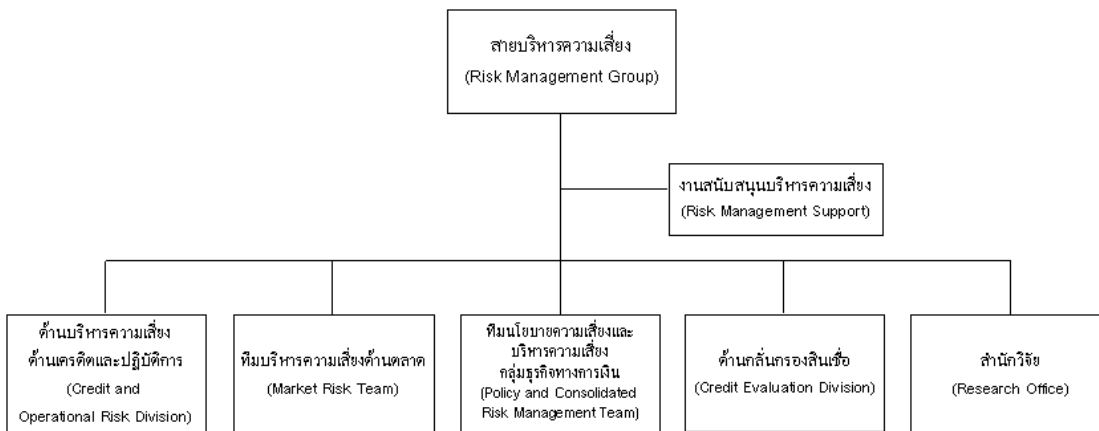 สายบริหารความเสี่ยง
(Risk Management Group)
งานสนับสนุนบริหารความเสี่ยง
(Risk Management Support)
ด้านบริหารความเสี่ยง
ด้านเครดิตและปฏิบัติการ
(Credit and
Operational Risk Division)
ทีมบริหารความเสี่ยงด้านตลาด
(Market Risk Team)
ทีมนโยบายความเสี่ยงและ
บริหารความเสี่ยง
กลุ่มธุรกิจทางการเงิน
(Policy and Consolidated
Risk Management Team)
ด้านกลั่นกรองสินเชื่อ
(Credit Evaluation Division)
สำนักวิจัย
(Research Office)